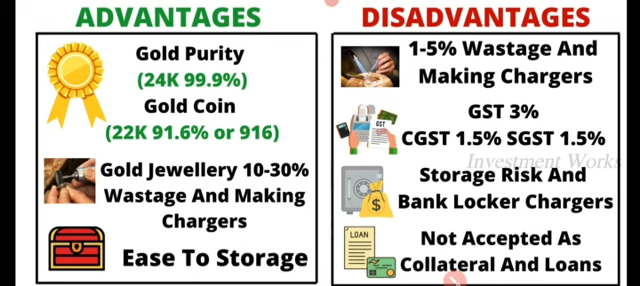 ADVANTAGES
Gold Purity
(24K 99.9%)
Gold Coin
(22K 91.6% or 916)
Gold Jewellery 10-30%
Wastage And Making
Chargers
Ease To Storage
DISADVANTAGES
1-5% Wastage And
Making Chargers
GST
GST 3%
CGST 1.5% SGST 1.5%
Investment Works
Storage Risk And
Bank Locker Chargers
$
LOAN
Not Accepted As
Collateral And Loans